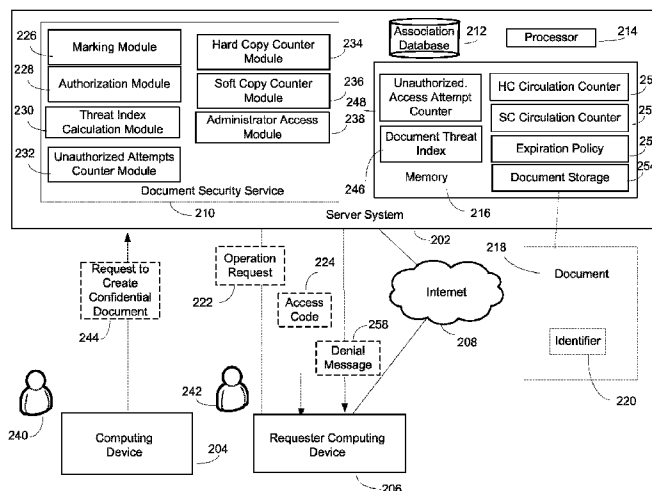 226
Marking Module
228
Authorization Module
230
Threat Index
Calculation Module
232
Unauthorized Attempts
Counter Module
Hard Copy Counter
Module
234
Soft Copy Counter
Module
236
Administrator Access
Module
238
Document Security Service
210
Association
Database
212
Processor
214
Unauthorized.
Access Attempt
Counter
248
Document Threat
Index
246
Memory
216
HC Circulation Counter
25
SC Circulation Counter
25
Expiration Policy
25
Document Storage
254
Server System
202
Request to
Create
Confidential
Document
244
Operation
Request
222
224
Access
Code
258
Denial
Message
Internet
208
218
Document
Identifier
220
240
242
Computing
Device
204
Requester Computing
Device
206